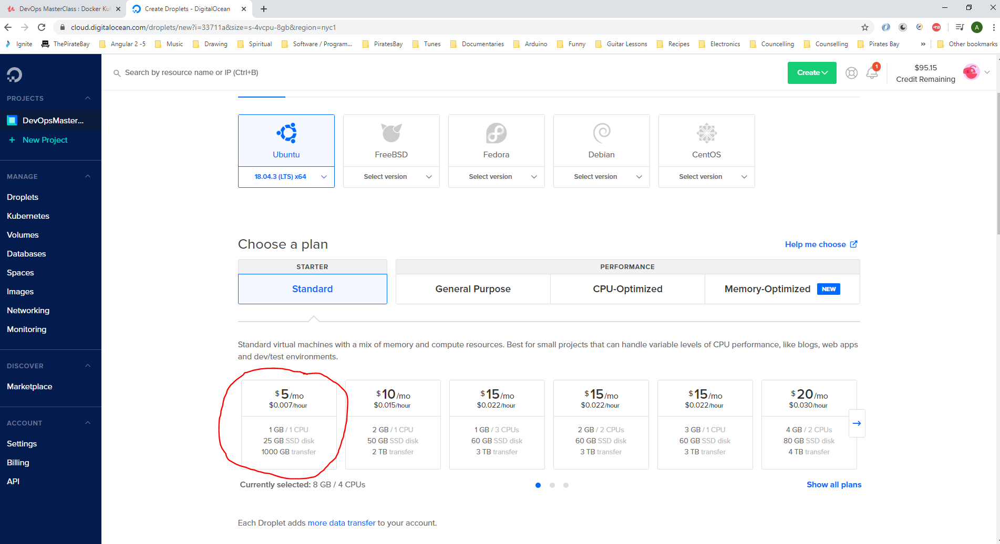 DevOps MasterClass : Docker Ku
Create Droplets - DigitalOcean
cloud.digitalocean.com/droplets/new?i=33711a&size=s-4vcpu-8gb&region=nyc1
A
Ignite ThePirateBay Angular 2 -5 Music Drawing Spiritual Software / Program... PiratesBay Tunes Documentaries Arduino Funny Guitar Lessons Recipes Electronics Councelling Counselling Pirates Bay » Other bookmarks
Search by resource name or IP (Ctrl+B)
Create
1
$95.15
Credit Remaining
PROJECTS
DevOpsMaster...
+ New Project
MANAGE
Droplets
Kubernetes
Volumes
Databases
Spaces
Images
Networking
Monitoring
DISCOVER
Marketplace
ACCOUNT
Settings
Billing
API
Ubuntu
18.04.3 (LTS) x64
FreeBSD
Select version
Fedora
Select version
Debian
Select version
CentOS
Select version
Choose a plan
Help me choose
STARTER
Standard
PERFORMANCE
General Purpose
CPU-Optimized
Memory-Optimized NEW
Standard virtual machines with a mix of memory and compute resources. Best for small projects that can handle variable levels of CPU performance, like blogs, web apps
and dev/test environments.
$5/mo
$0.007/hour
1 GB / 1 CPU
25 GB SSD disk
1000 GB transfer
$10/mo
$0.015/hour
2 GB / 1 CPU
50 GB SSD disk
2 TB transfer
$15/mo
$0.022/hour
1 GB / 3 CPUs
60 GB SSD disk
3 TB transfer
$15/mo
$0.022/hour
2 GB / 2 CPUs
60 GB SSD disk
3 TB transfer
$15/mo
$0.022/hour
3 GB / 1 CPU
60 GB SSD disk
3 TB transfer
$20/mo
$0.030/hour
4 GB / 2 CPUs
80 GB SSD disk
4 TB transfer
Currently selected: 8 GB / 4 CPUs
Show all plans
Each Droplet adds more data transfer to your account.